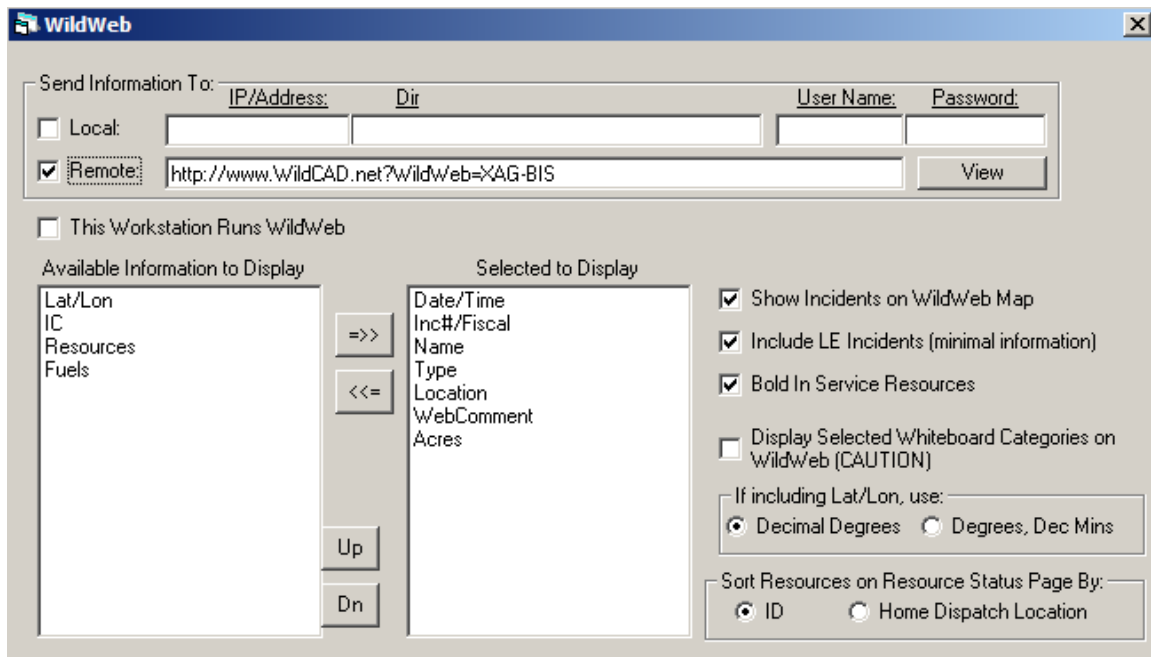 WildWeb
Send Information To:
IP/Address: Dir User Name: Password:
Local:
Remote: http://www.WildCAD.net?WildWeb=XAG-BIS View
This Workstation Runs WildWeb
Available Information to Display
Lat/Lon
IC
Resources
Fuels
=>>
<<=
Up
Dn
Selected to Display
Date/Time
Inc#/Fiscal
Name
Type
Location
WebComment
Acres
Show Incidents on WildWeb Map
Include LE Incidents (minimal information)
Bold In Service Resources
Display Selected Whiteboard Categories on
WildWeb (CAUTION)
If including Lat/Lon, use:
Decimal Degrees Degrees, Dec Mins
Sort Resources on Resource Status Page By:
ID Home Dispatch Location